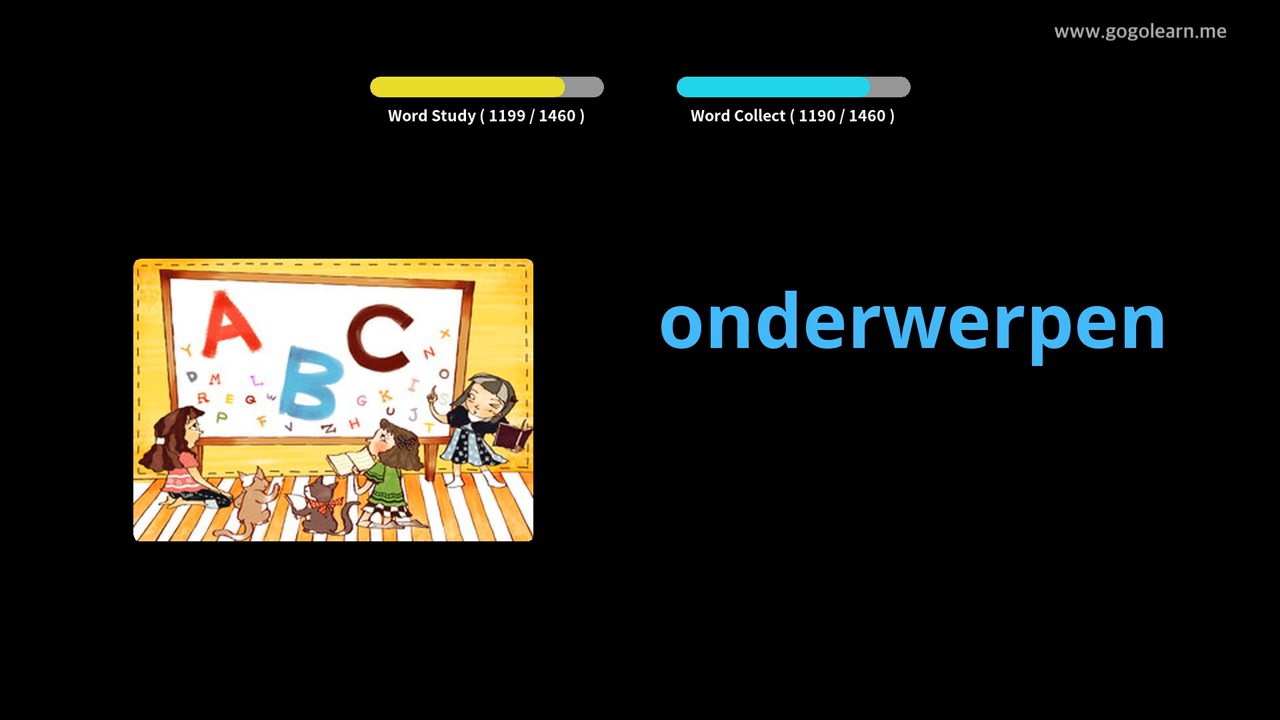 www.gogolearn.me
Word Study ( 1199 / 1460 )
Word Collect ( 1190 / 1460 )
onderwerpen
A
B
C
Y
D M L
R E Q W
P F V Z H
G K I N X O
U J T S